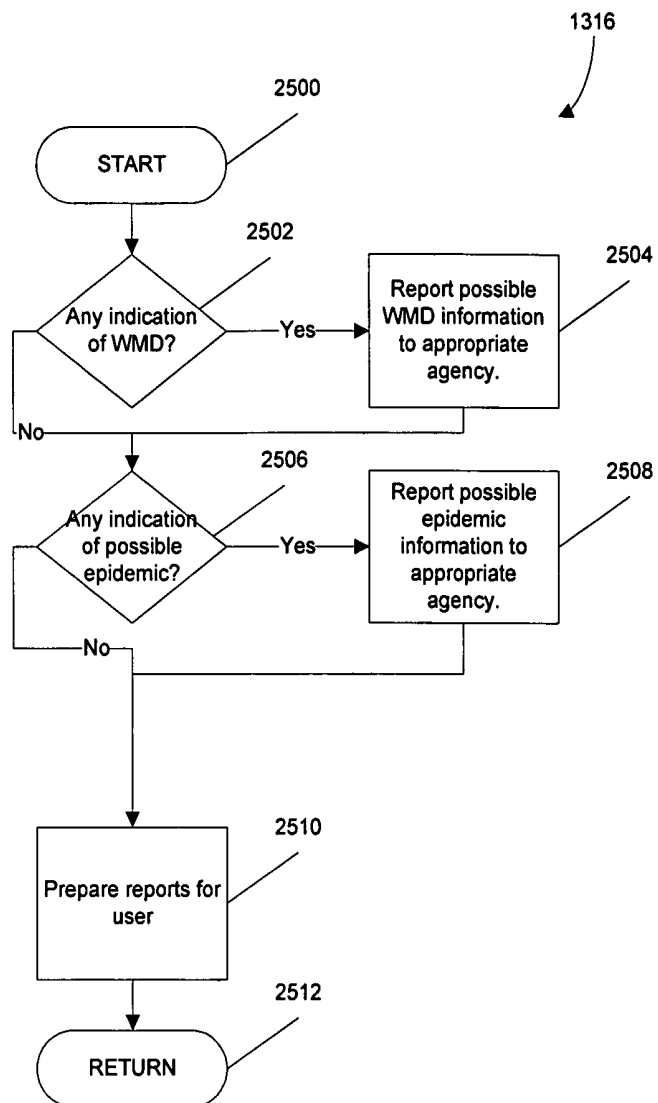 1316
2500
START
2502
2504
Any indication
of WMD?
Yes
Report possible
WMD information
to appropriate
agency.
No
2506
2508
Any indication
of possible
epidemic?
Yes
Report possible
epidemic
information to
appropriate
agency.
No
2510
Prepare reports for
user
2512
RETURN